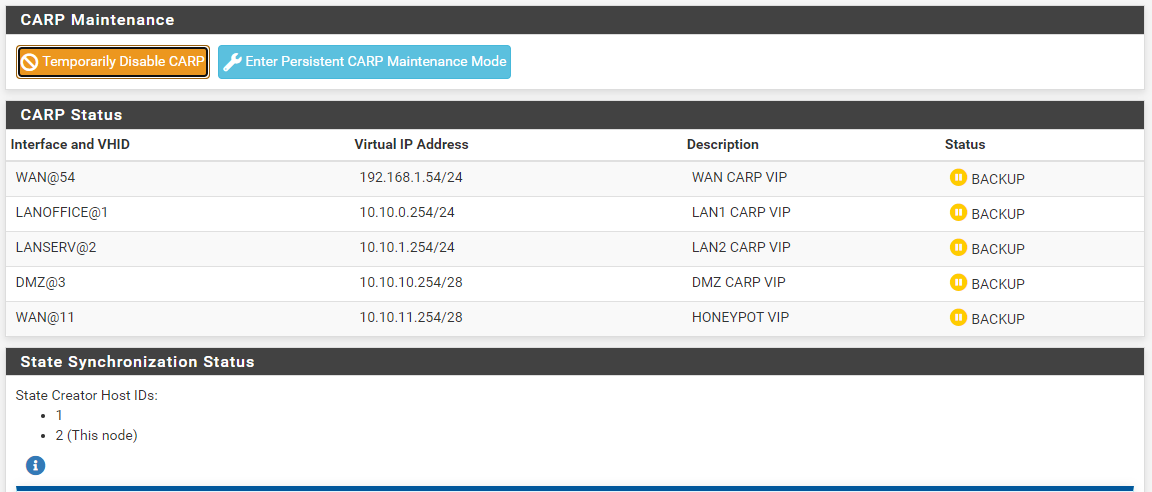 CARP Maintenance
Temporarily Disable CARP Enter Persistent CARP Maintenance Mode
CARP Status
Interface and VHID Virtual IP Address Description Status
WAN@54 192.168.1.54/24 WAN CARP VIP BACKUP
LANOFFICE@1 10.10.0.254/24 LAN1 CARP VIP BACKUP
LANSERV@2 10.10.1.254/24 LAN2 CARP VIP BACKUP
DMZ@3 10.10.10.254/28 DMZ CARP VIP BACKUP
WAN@11 10.10.11.254/28 HONEYPOT VIP BACKUP
State Synchronization Status
State Creator Host IDs:
• 1
• 2 (This node)